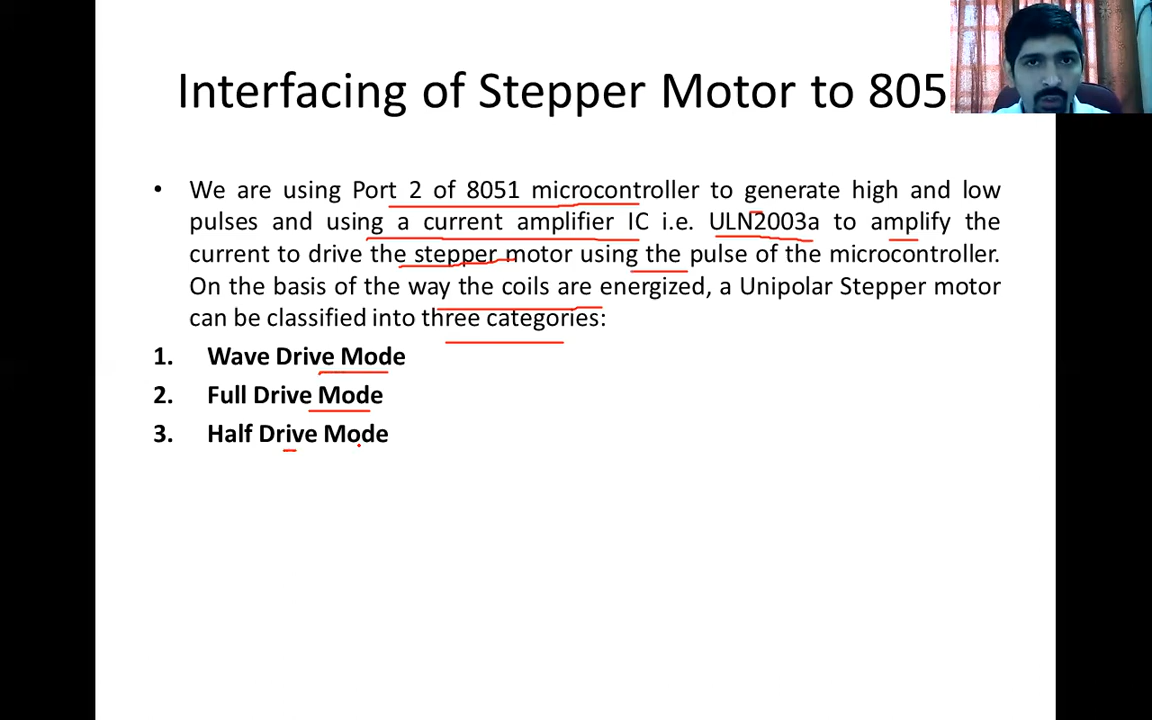 Interfacing of Stepper Motor to 805
• We are using Port 2 of 8051 microcontroller to generate high and low
pulses and using a current amplifier IC i.e. ULN2003a to amplify the
current to drive the stepper motor using the pulse of the microcontroller.
On the basis of the way the coils are energized, a Unipolar Stepper motor
can be classified into three categories:
1. Wave Drive Mode
2. Full Drive Mode
3. Half Drive Mode